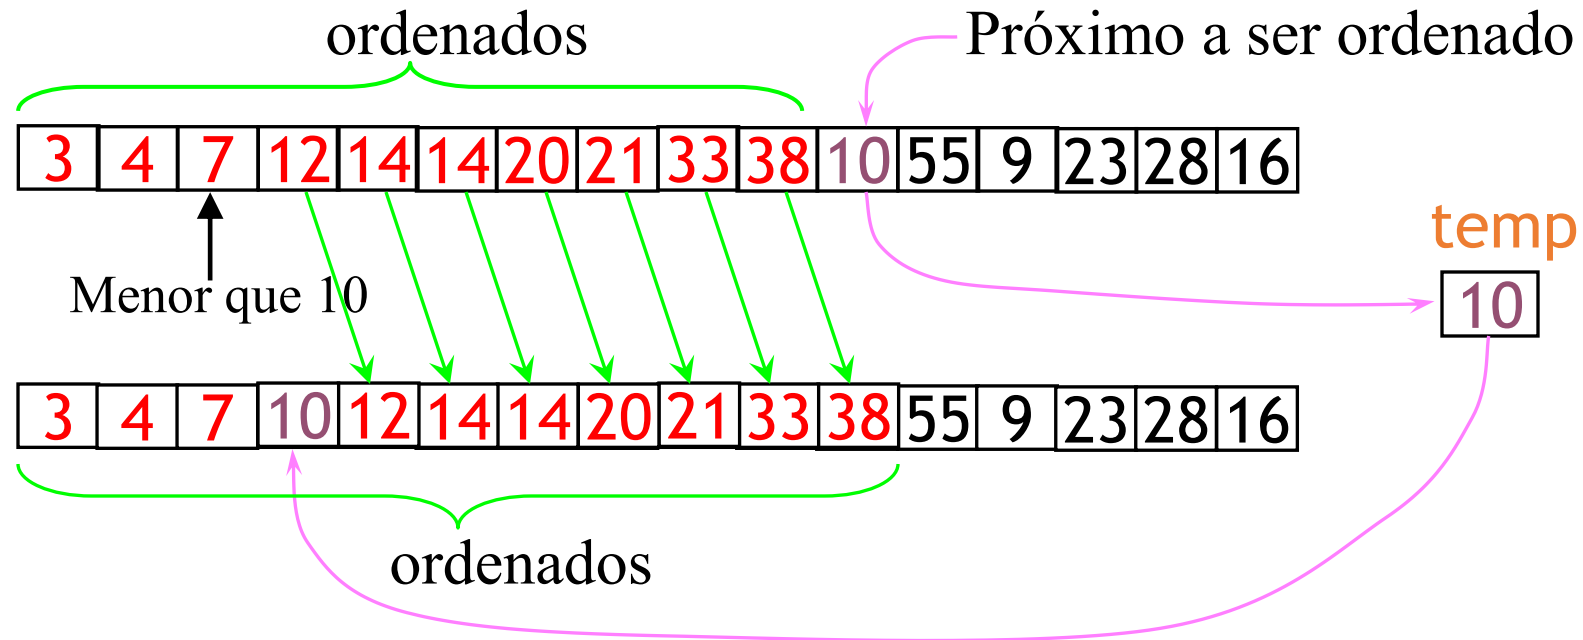 ordenados
Próximo a ser ordenado
3 4 7 12 14 14 20 21 33 38 10 55 9 23 28 16
temp
Menor que 10
10
3 4 7 10 12 14 14 20 21 33 38 55 9 23 28 16
ordenados